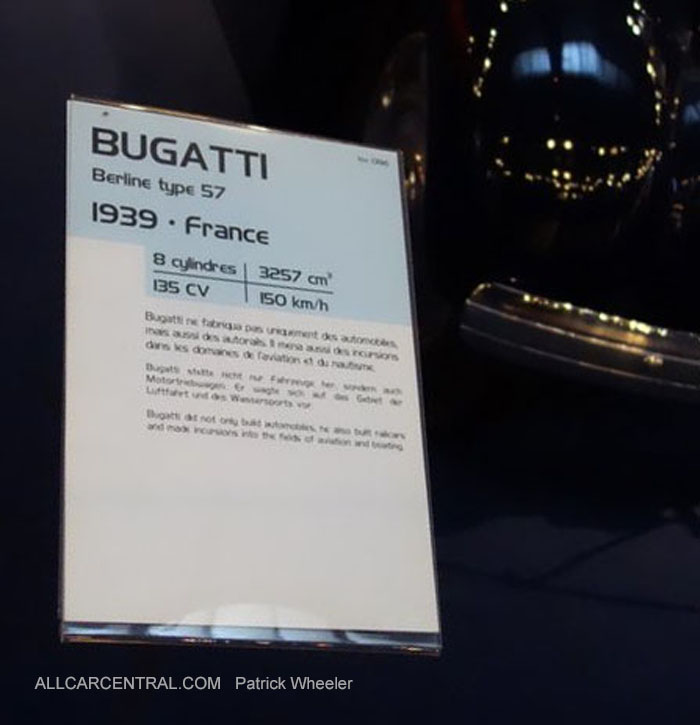 BUGATTI
Berline type 57
1939 • France
8 cylindres 3257 cm³
135 CV 150 km/h
Bugatti ne fabriqua pas uniquement des automobiles,
mais aussi des autorails. Il mena aussi des incursions
dans les domaines de l'aviation et du nautisme.
Bugatti stellte nicht nur Fahrzeuge her, sondern auch
Motortriebwagen. Er wagte sich auf das Gebiet der
Luftfahrt und des Wassersports vor.
Bugatti did not only build automobiles, he also built railcars
and made incursions into the fields of aviation and boating.
ALLCARCENTRAL.COM Patrick Wheeler